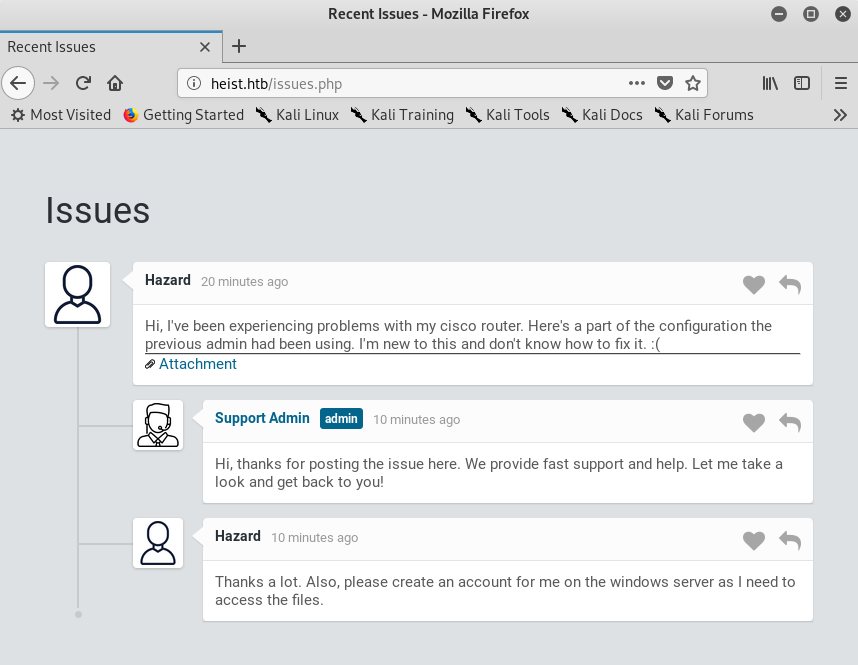 Recent Issues - Mozilla Firefox
Recent Issues
heist.htb/issues.php
Most Visited Getting Started Kali Linux Kali Training Kali Tools Kali Docs Kali Forums
Issues
Hazard 20 minutes ago
Hi, I've been experiencing problems with my cisco router. Here's a part of the configuration the
previous admin had been using. I'm new to this and don't know how to fix it. :(
Attachment
Support Admin admin 10 minutes ago
Hi, thanks for posting the issue here. We provide fast support and help. Let me take a
look and get back to you!
Hazard 10 minutes ago
Thanks a lot. Also, please create an account for me on the windows server as I need to
access the files.